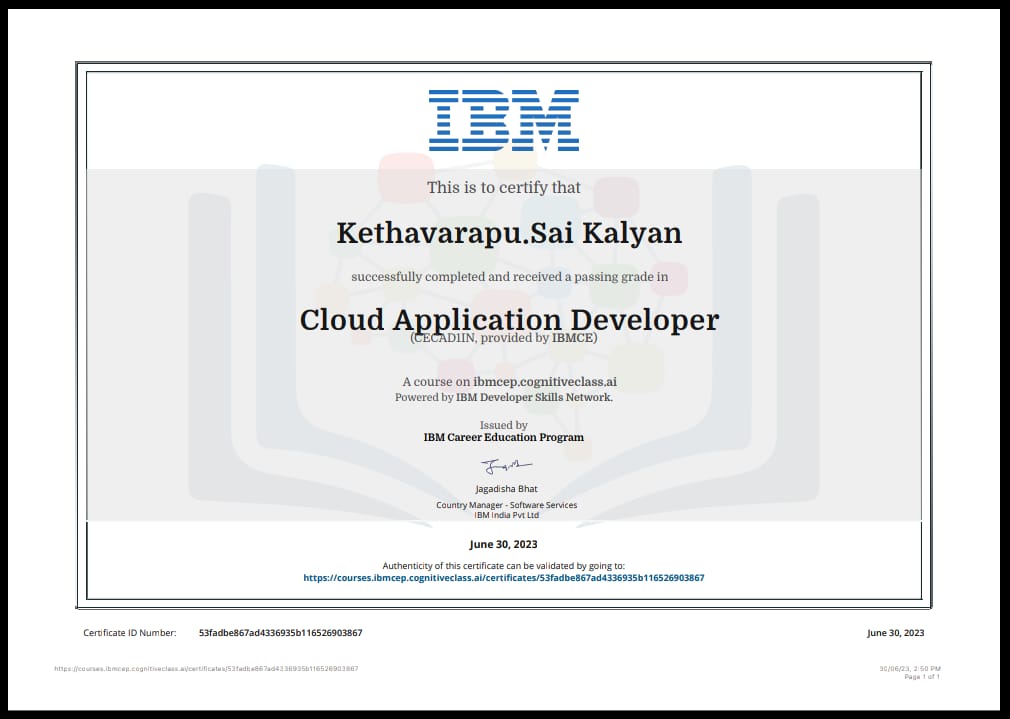 IBM
This is to certify that
Kethavarapu.Sai Kalyan
successfully completed and received a passing grade in
Cloud Application Developer
(CECAD1IN, provided by IBMCE)
A course on ibmcep.cognitiveclass.ai
Powered by IBM Developer Skills Network.
Issued by
IBM Career Education Program
Jagadisha Bhat
Country Manager - Software Services
IBM India Pvt Ltd
June 30, 2023
Authenticity of this certificate can be validated by going to:
https://courses.ibmcep.cognitiveclass.ai/certificates/53fadbe867ad4336935b116526903867
Certificate ID Number: 53fadbe867ad4336935b116526903867 June 30, 2023
https://courses.ibmcep.cognitiveclass.ai/certificates/53fadbe867ad4336935b116526903867 30/06/23, 2:50 PM
Page 1 of 1